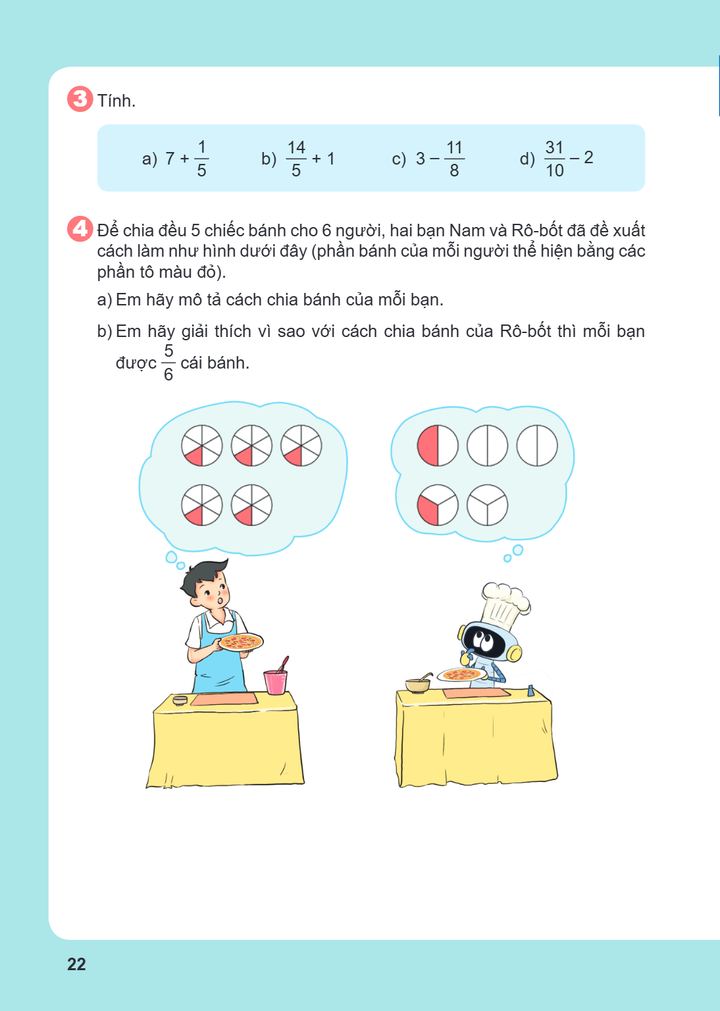 3 Tính.
a) 7 + 1/5 b) 14/5 + 1 c) 3 – 11/8 d) 31/10 – 2
4 Để chia đều 5 chiếc bánh cho 6 người, hai bạn Nam và Rô-bốt đã đề xuất
cách làm như hình dưới đây (phần bánh của mỗi người thể hiện bằng các
phần tô màu đỏ).
a) Em hãy mô tả cách chia bánh của mỗi bạn.
b) Em hãy giải thích vì sao với cách chia bánh của Rô-bốt thì mỗi bạn
được 5/6 cái bánh.
22